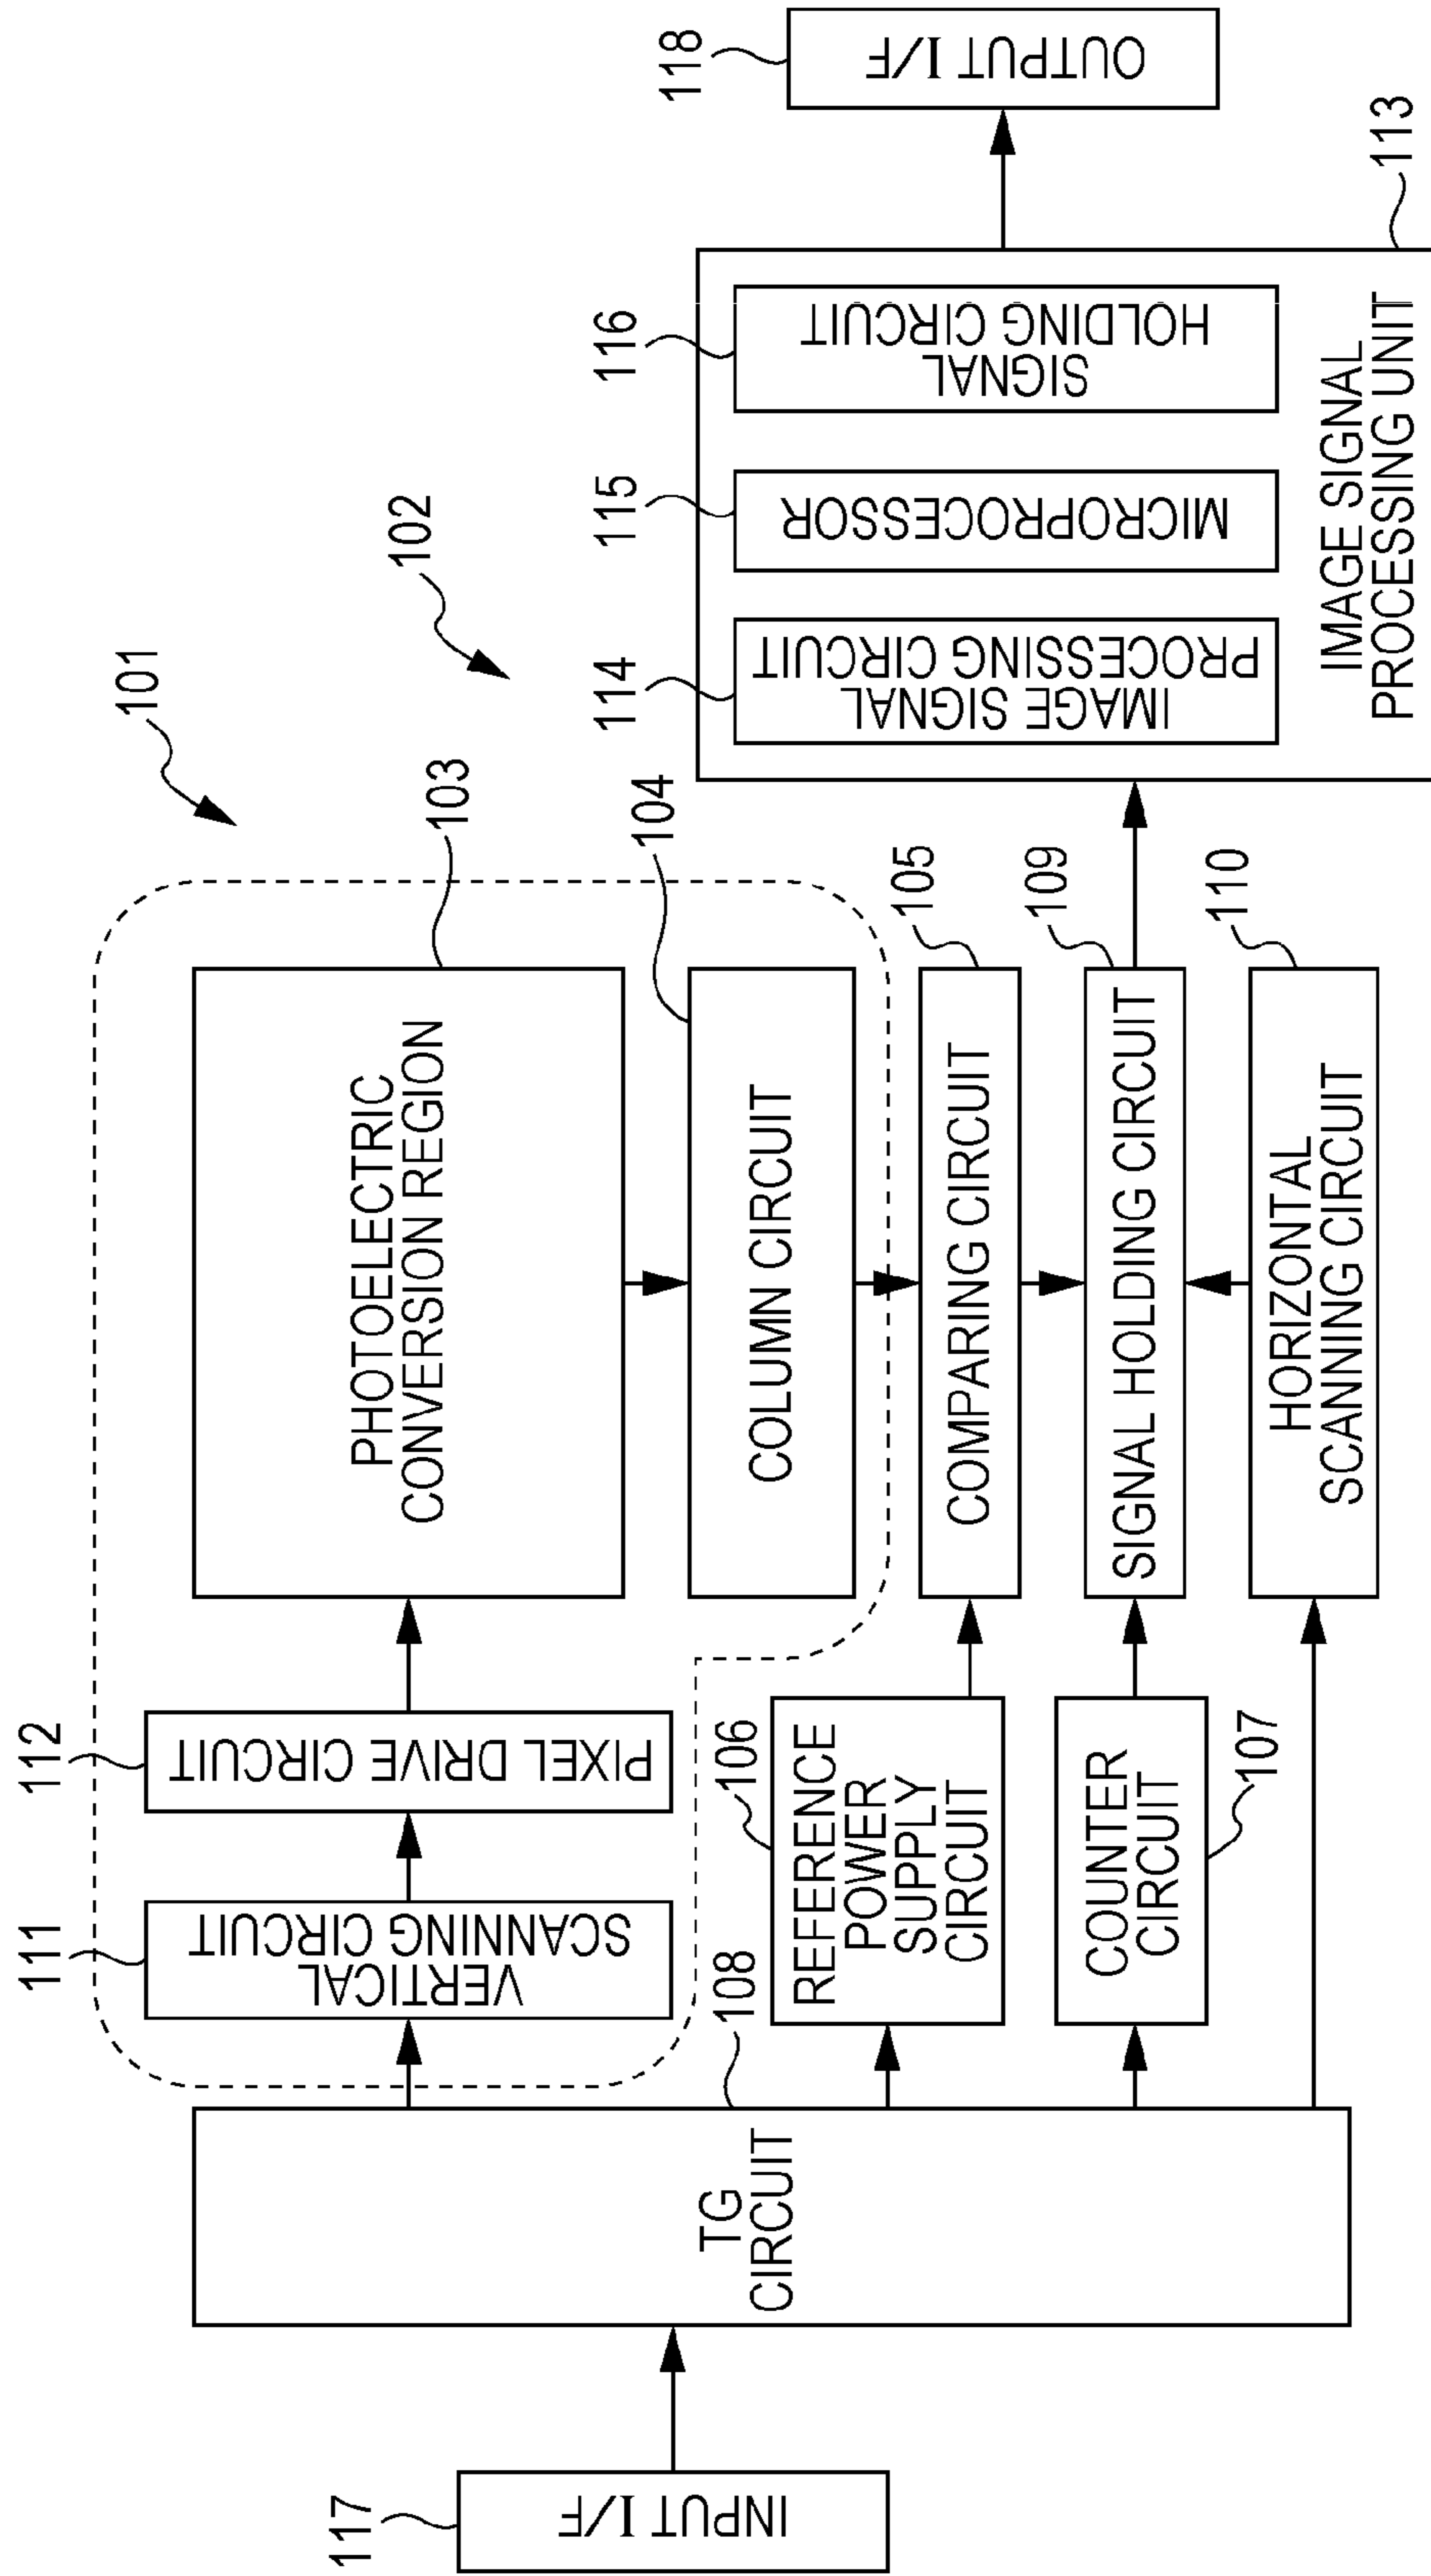 101
102
111
VERTICAL
SCANNING CIRCUIT
112
PIXEL DRIVE CIRCUIT
PHOTOELECTRIC
CONVERSION REGION
103
COLUMN CIRCUIT
104
117
INPUT I/F
TG
CIRCUIT
108
REFERENCE
POWER
SUPPLY
CIRCUIT
106
COMPARING CIRCUIT
105
COUNTER
CIRCUIT
107
SIGNAL HOLDING CIRCUIT
109
HORIZONTAL
SCANNING CIRCUIT
110
114
IMAGE SIGNAL
PROCESSING CIRCUIT
115
MICROPROCESSOR
116
SIGNAL
HOLDING CIRCUIT
IMAGE SIGNAL
PROCESSING UNIT
113
118
OUTPUT I/F